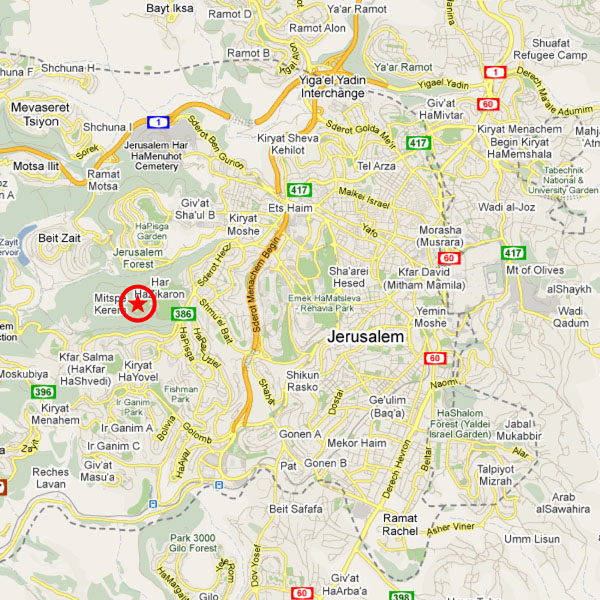 Bayt Iksa
Ramot D
Ya'ar Ramot
Ramot Alon
Ramot B
Shuafat
Refugee Camp
Shchuna H
Shchuna F
Yigal
Yiga'el Yadin
Interchange
Ya'ar Ramot
1
Yigael Yadin
Derech Ma'ale Adumim
Mevaseret
Tsiyon
Shchuna I
1
Sderot Ben Gurion
60
Giv'at
HaMivtar
Sorek
Jerusalem Har
HaMenuhot
Cemetery
Kiryat Sheva
Kehilot
Sderot Golda Me'ir
417
Kiryat Menachem
Begin Kiryat
HaMemshala
Motsa Ilit
Ramat
Motsa
Tel Arza
Tabechnik
National &
University Garden
417
Malkei Israel
Giv'at
Sha'ul B
Ets Haim
Wadi al-Joz
HaPisga
Garden
Kiryat
Moshe
Yafo
Morasha
(Musrara)
Beit Zait
Jerusalem
Forest
Sderot Herzl
Sderot Menachem Begin
Sha'arei
Hesed
60
417
Mt of Olives
Kfar David
(Mitham Mamila)
Har
HaZikaron
Mitspe
Kerem
386
Emek HaMatsleva
- Rehavia Park
alShaykh
Shmu'el Bait
Yemin
Moshe
Wadi
Qadum
Jerusalem
HaPisga
Uziel
60
Kfar Salma
(HaKfar
HaShvedi)
Kiryat
HaYovel
Moskubiya
Shikun
Rasko
Naomi
396
Fishman
Park
Shahal
Dostai
Ge'ulim
(Baq'a)
Kiryat
Menahem
Ir Ganim
Park
Bolivia
Golomb
HaShalom
Forest (Yaldei
Israel Garden)
Jabal
Mukabbir
Ir Ganim A
Ir Ganim C
Gonen A
Mekor Haim
Derech Hevron
Beitar
Alar
Reches
Lavan
Giv'at
Masu'a
Pat
Gonen B
Talpiyot
Mizrah
Arab
alSawahira
Beit Safafa
Ramat
Rachel
Asher Viner
Park 3000
Gilo Forest
Umm Lisun
Dov Yosef
60
Giv'at
HaArba'a
398